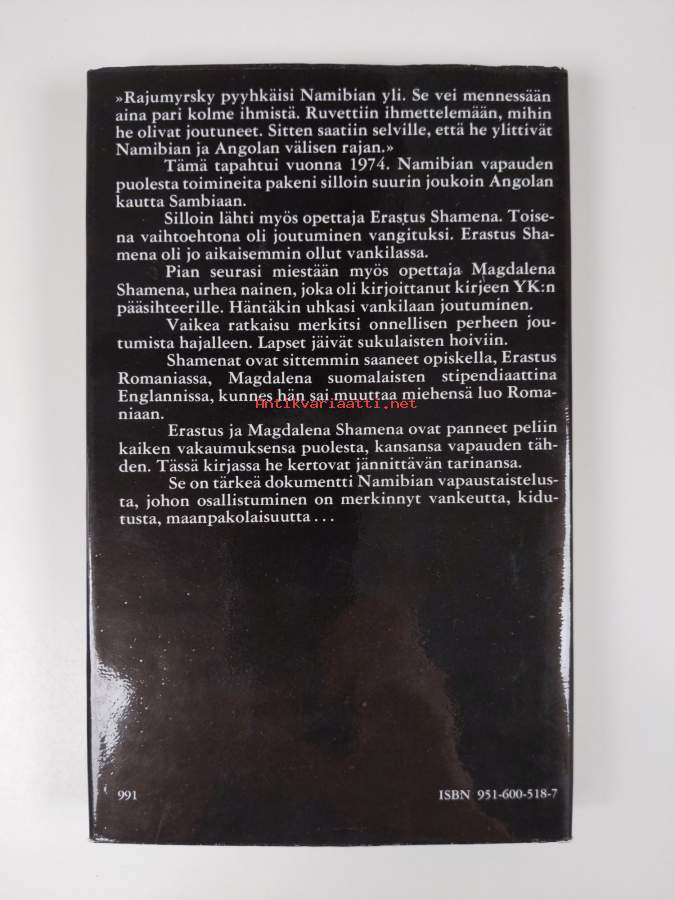 »Rajumyrsky pyyhkäisi Namibian yli. Se vei mennessään
aina pari kolme ihmistä. Ruvettiin ihmettelemään, mihin
he olivat joutuneet. Sitten saatiin selville, että he ylittivät
Namibian ja Angolan välisen rajan.»
Tämä tapahtui vuonna 1974. Namibian vapauden
puolesta toimineita pakeni silloin suurin joukoin Angolan
kautta Sambiaan.
Silloin lähti myös opettaja Erastus Shamena. Toise-
na vaihtoehtona oli joutuminen vangituksi. Erastus Sha-
mena oli jo aikaisemmin ollut vankilassa.
Pian seurasi miestään myös opettaja Magdalena
Shamena, urhea nainen, joka oli kirjoittanut kirjeen YK:n
pääsihteerille. Häntäkin uhkasi vankilaan joutuminen.
Vaikea ratkaisu merkitsi onnellisen perheen jou-
tumista hajalleen. Lapset jäivät sukulaisten hoiviin.
Shamenat ovat sittemmin saaneet opiskella, Erastus
Romaniassa, Magdalena suomalaisten stipendiaattina
Englannissa, kunnes hän sai muuttaa miehensä luo Roma-
niaan.
Antikvariaatti.net
Erastus ja Magdalena Shamena ovat panneet peliin
kaiken vakaumuksensa puolesta, kansansa vapauden täh-
den. Tässä kirjassa he kertovat jännittävän tarinansa.
Se on tärkeä dokumentti Namibian vapaustaistelus-
ta, johon osallistuminen on merkinnyt vankeutta, kidu-
tusta, maanpakolaisuutta...
991
ISBN 951-600-518-7